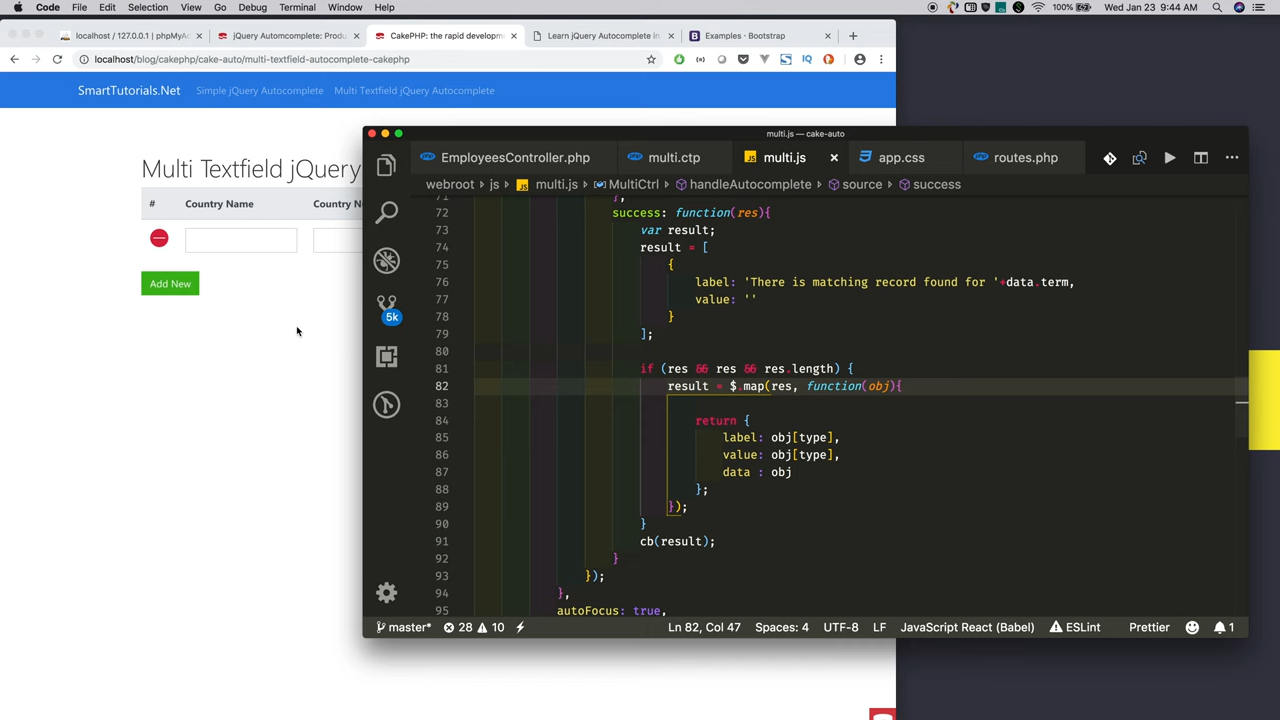 Code File Edit Selection View Go Debug Terminal Window Help 100% Wed Jan 23 9:44 AM
localhost / 127.0.0.1 | phpMyAc
jQuery Automcomplete: Produ
CakePHP: the rapid developm
Learn jQuery Autocomplete in
Examples · Bootstrap
localhost/blog/cakephp/cake-auto/multi-textfield-autocomplete-cakephp
SmartTutorials.Net Simple jQuery Autocomplete Multi Textfield jQuery Autocomplete
Multi Textfield jQuery
# Country Name Country N
Add New
multi.js — cake-auto
EmployeesController.php multi.ctp JS multi.js app.css routes.php
webroot › js › JS multi.js › MultiCtrl › handleAutocomplete › source › success
71 },
72 success: function(res){
73 var result;
74 result = [
75 {
76 label: 'There is matching record found for '+data.term,
77 value: ''
78 }
79 ];
80
81 if (res && res && res.length) {
82 result = $.map(res, function(obj){
83
84 return {
85 label: obj[type],
86 value: obj[type],
87 data : obj
88 };
89 });
90 }
91 cb(result);
92 }
93 });
94 },
95 autoFocus: true,
5k
master* 28 10 Ln 82, Col 47 Spaces: 4 UTF-8 LF JavaScript React (Babel) ESLint Prettier 1